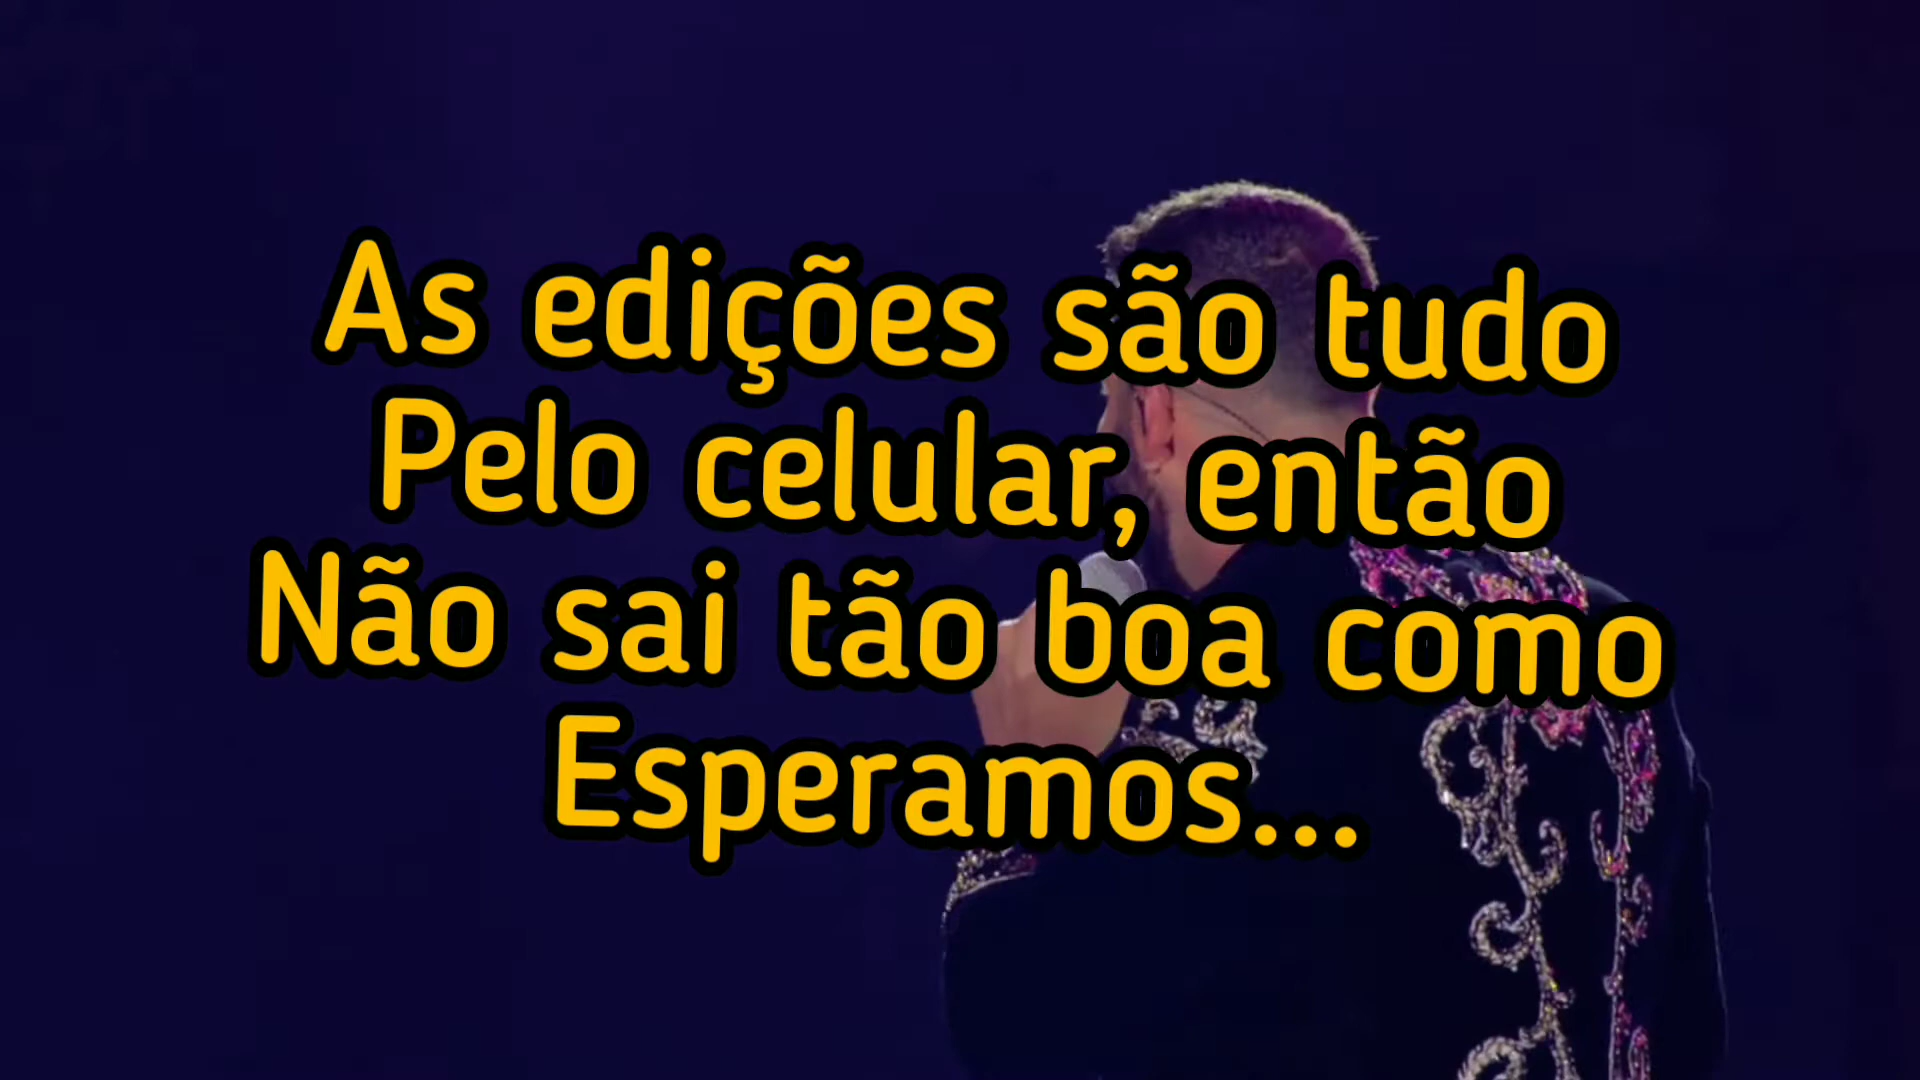 As edições são tudo
Pelo celular, então
Não sai tão boa como
Esperamos...